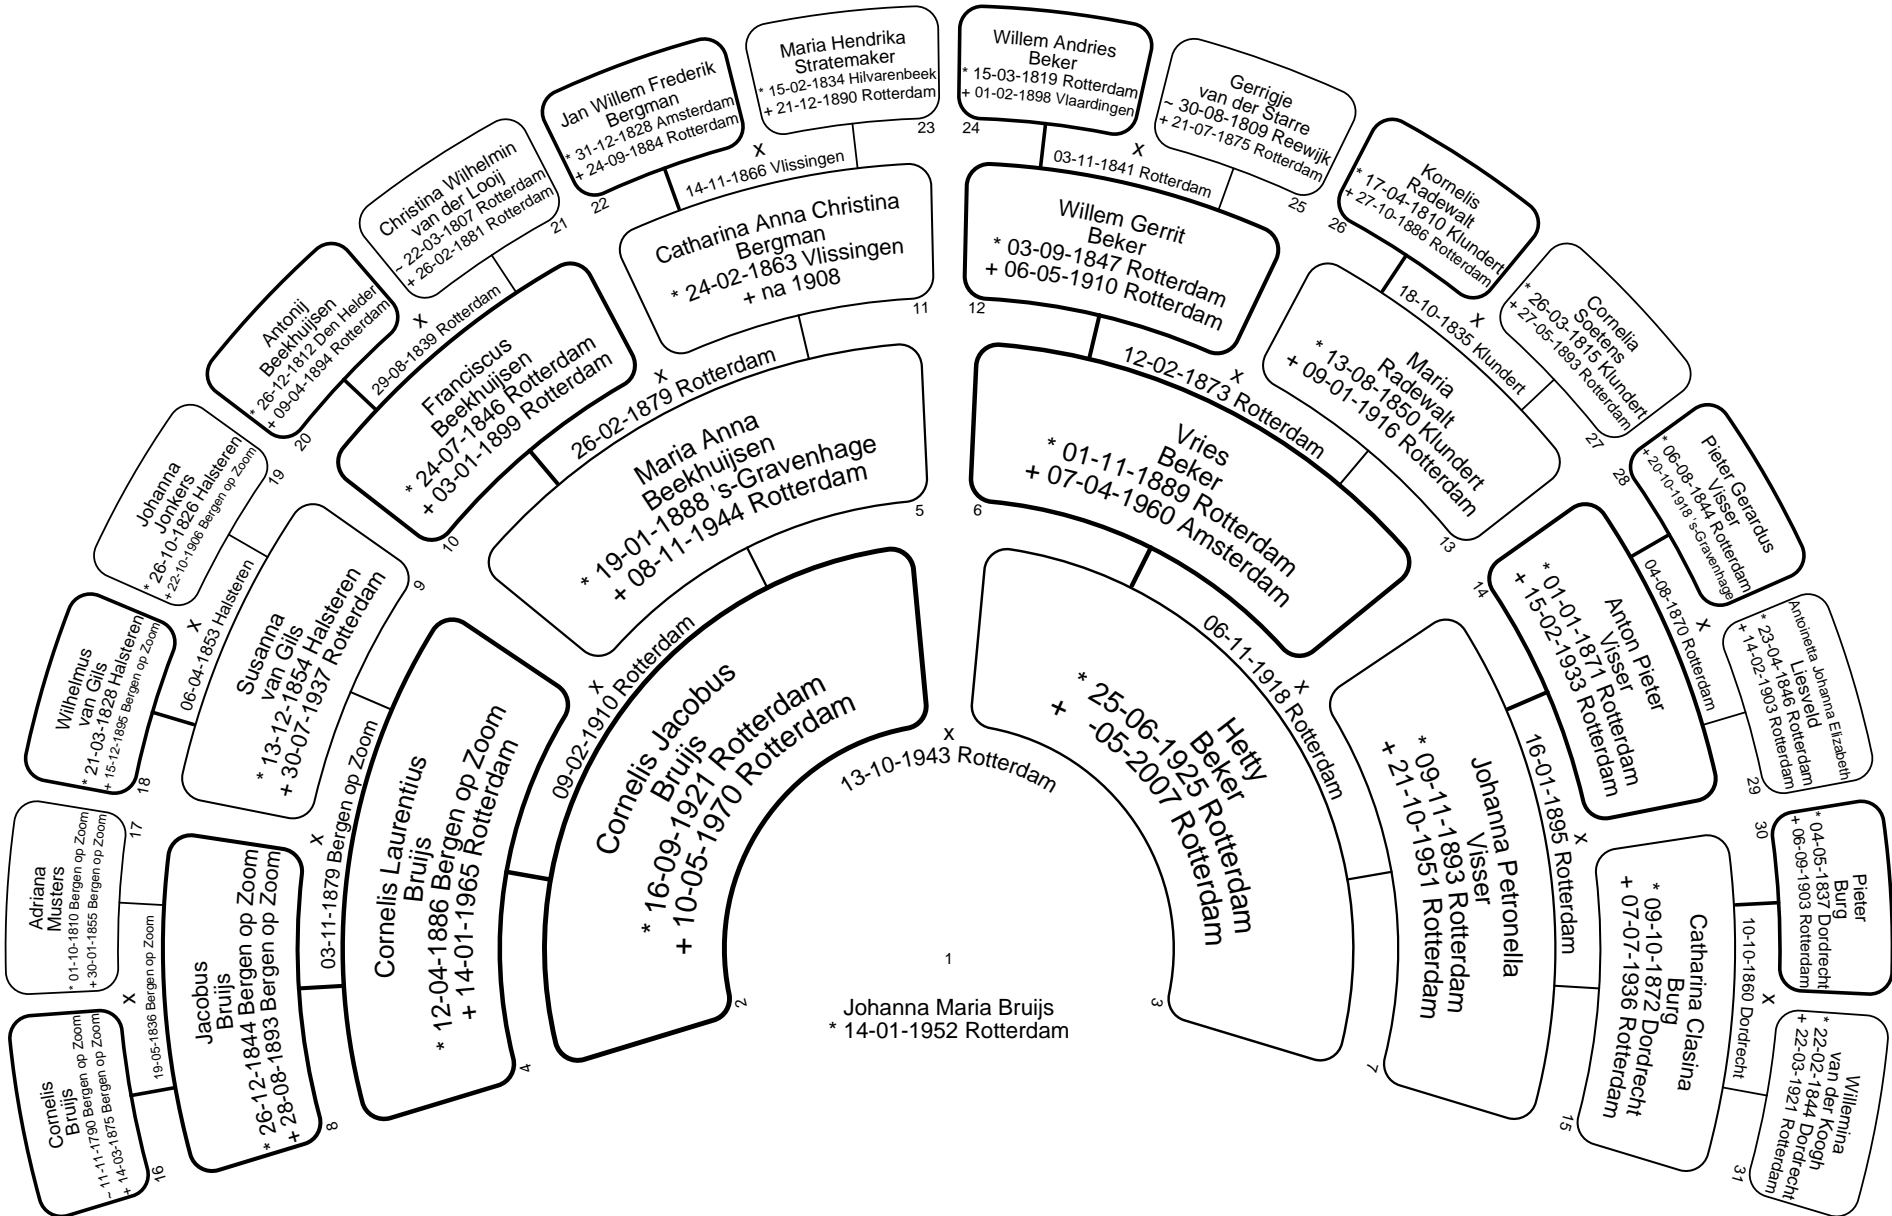 1
Johanna Maria Bruijs
* 14-01-1952 Rotterdam
Cornelis Jacobus
Bruijs
* 16-09-1921 Rotterdam
+ 10-05-1970 Rotterdam
2
x
13-10-1943 Rotterdam
Hetty
Beker
* 25-06-1925 Rotterdam
+ -05-2007 Rotterdam
3
Cornelis Laurentius
Bruijs
* 12-04-1886 Bergen op Zoom
+ 14-01-1965 Rotterdam
4
x
09-02-1910 Rotterdam
Maria Anna
Beekhuijsen
* 19-01-1888 's-Gravenhage
+ 08-11-1944 Rotterdam
5
Vries
Beker
* 01-11-1889 Rotterdam
+ 07-04-1960 Amsterdam
6
x
06-11-1918 Rotterdam
Johanna Petronella
Visser
* 09-11-1893 Rotterdam
+ 21-10-1951 Rotterdam
7
Jacobus
Bruijs
* 26-12-1844 Bergen op Zoom
+ 28-08-1893 Bergen op Zoom
8
x
03-11-1879 Bergen op Zoom
Susanna
van Gils
* 13-12-1854 Halsteren
+ 30-07-1937 Rotterdam
9
Franciscus
Beekhuijsen
* 24-07-1846 Rotterdam
+ 03-01-1899 Rotterdam
10
x
26-02-1879 Rotterdam
Catharina Anna Christina
Bergman
* 24-02-1863 Vlissingen
+ na 1908
11
Willem Gerrit
Beker
* 03-09-1847 Rotterdam
+ 06-05-1910 Rotterdam
12
x
12-02-1873 Rotterdam
Maria
Radewalt
* 13-08-1850 Klundert
+ 09-01-1916 Rotterdam
13
Anton Pieter
Visser
* 01-01-1871 Rotterdam
+ 15-02-1933 Rotterdam
14
x
16-01-1895 Rotterdam
Catharina Clasina
Burg
* 09-10-1872 Dordrecht
+ 07-07-1936 Rotterdam
15
Cornelis
Bruijs
~ 11-11-1790 Bergen op Zoom
+ 14-03-1875 Bergen op Zoom
16
x
19-05-1836 Bergen op Zoom
Adriana
Musters
* 01-10-1810 Bergen op Zoom
+ 30-01-1855 Bergen op Zoom
17
Wilhelmus
van Gils
* 21-03-1828 Halsteren
+ 15-12-1895 Bergen op Zoom
18
x
06-04-1853 Halsteren
Johanna
Jonkers
* 26-10-1826 Halsteren
+ 22-10-1906 Bergen op Zoom
19
Antonij
Beekhuijsen
* 26-12-1812 Den Helder
+ 09-04-1894 Rotterdam
20
x
29-08-1839 Rotterdam
Christina Wilhelmin
van der Looij
~ 22-03-1807 Rotterdam
+ 26-02-1881 Rotterdam
21
Jan Willem Frederik
Bergman
* 31-12-1828 Amsterdam
+ 24-09-1884 Rotterdam
22
x
14-11-1866 Vlissingen
Maria Hendrika
Stratemaker
* 15-02-1834 Hilvarenbeek
+ 21-12-1890 Rotterdam
23
Willem Andries
Beker
* 15-03-1819 Rotterdam
+ 01-02-1898 Vlaardingen
24
x
03-11-1841 Rotterdam
Gerrigje
van der Starre
~ 30-08-1809 Reewijk
+ 21-07-1875 Rotterdam
25
Kornelis
Radewalt
* 17-04-1810 Klundert
+ 27-10-1886 Rotterdam
26
x
18-10-1835 Klundert
Cornelia
Soetens
* 26-03-1815 Klundert
+ 27-05-1893 Rotterdam
27
Pieter Gerardus
Visser
* 06-08-1844 Rotterdam
+ 20-10-1918 's-Gravenhage
28
x
04-08-1870 Rotterdam
Antoinetta Johanna Elizabeth
Liesveld
* 23-04-1846 Rotterdam
+ 14-02-1903 Rotterdam
29
Pieter
Burg
* 04-05-1837 Dordrecht
+ 06-09-1903 Rotterdam
30
x
10-10-1860 Dordrecht
Willemina
van der Koogh
* 22-02-1844 Dordrecht
+ 22-03-1921 Rotterdam
31